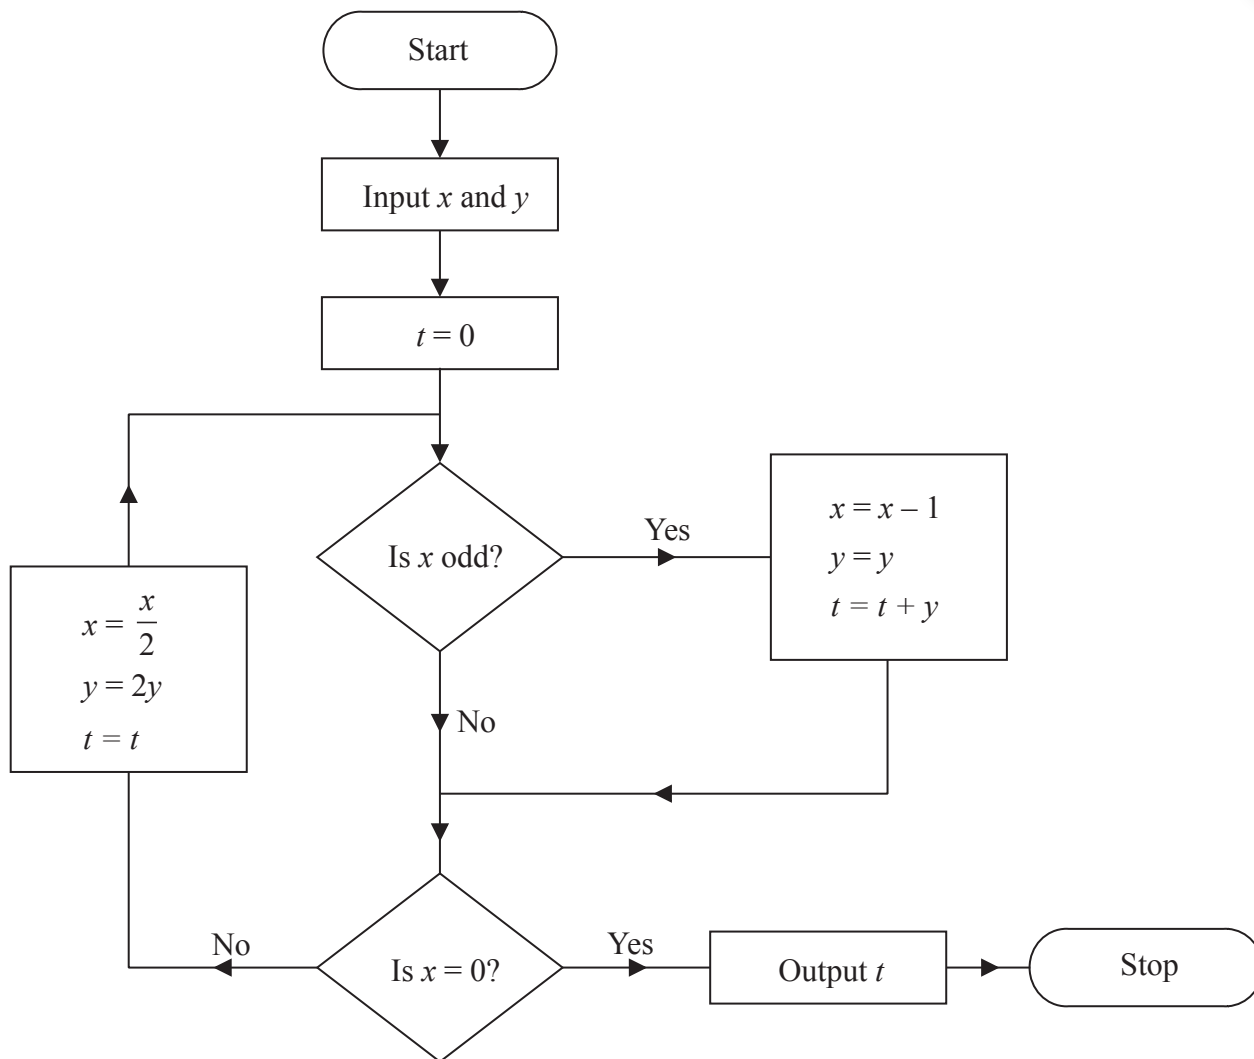 Start
Input x and y
t = 0
Is x odd?
Yes
x = x – 1
y = y
t = t + y
x = x/2
y = 2y
t = t
No
Is x = 0?
No
Yes
Output t
Stop